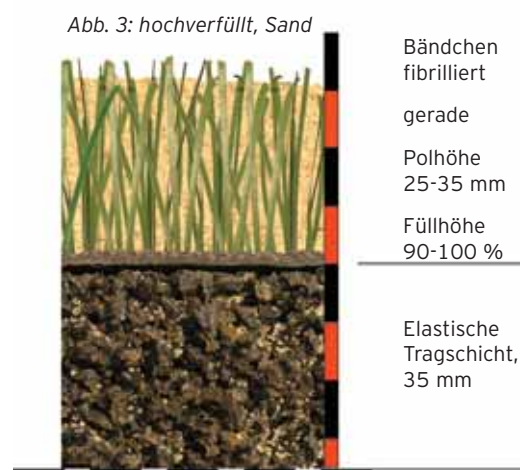 Abb. 3: hochverfüllt, Sand
Bändchen
fibrilliert
gerade
Polhöhe
25-35 mm
Füllhöhe
90-100 %
Elastische
Tragschicht,
35 mm